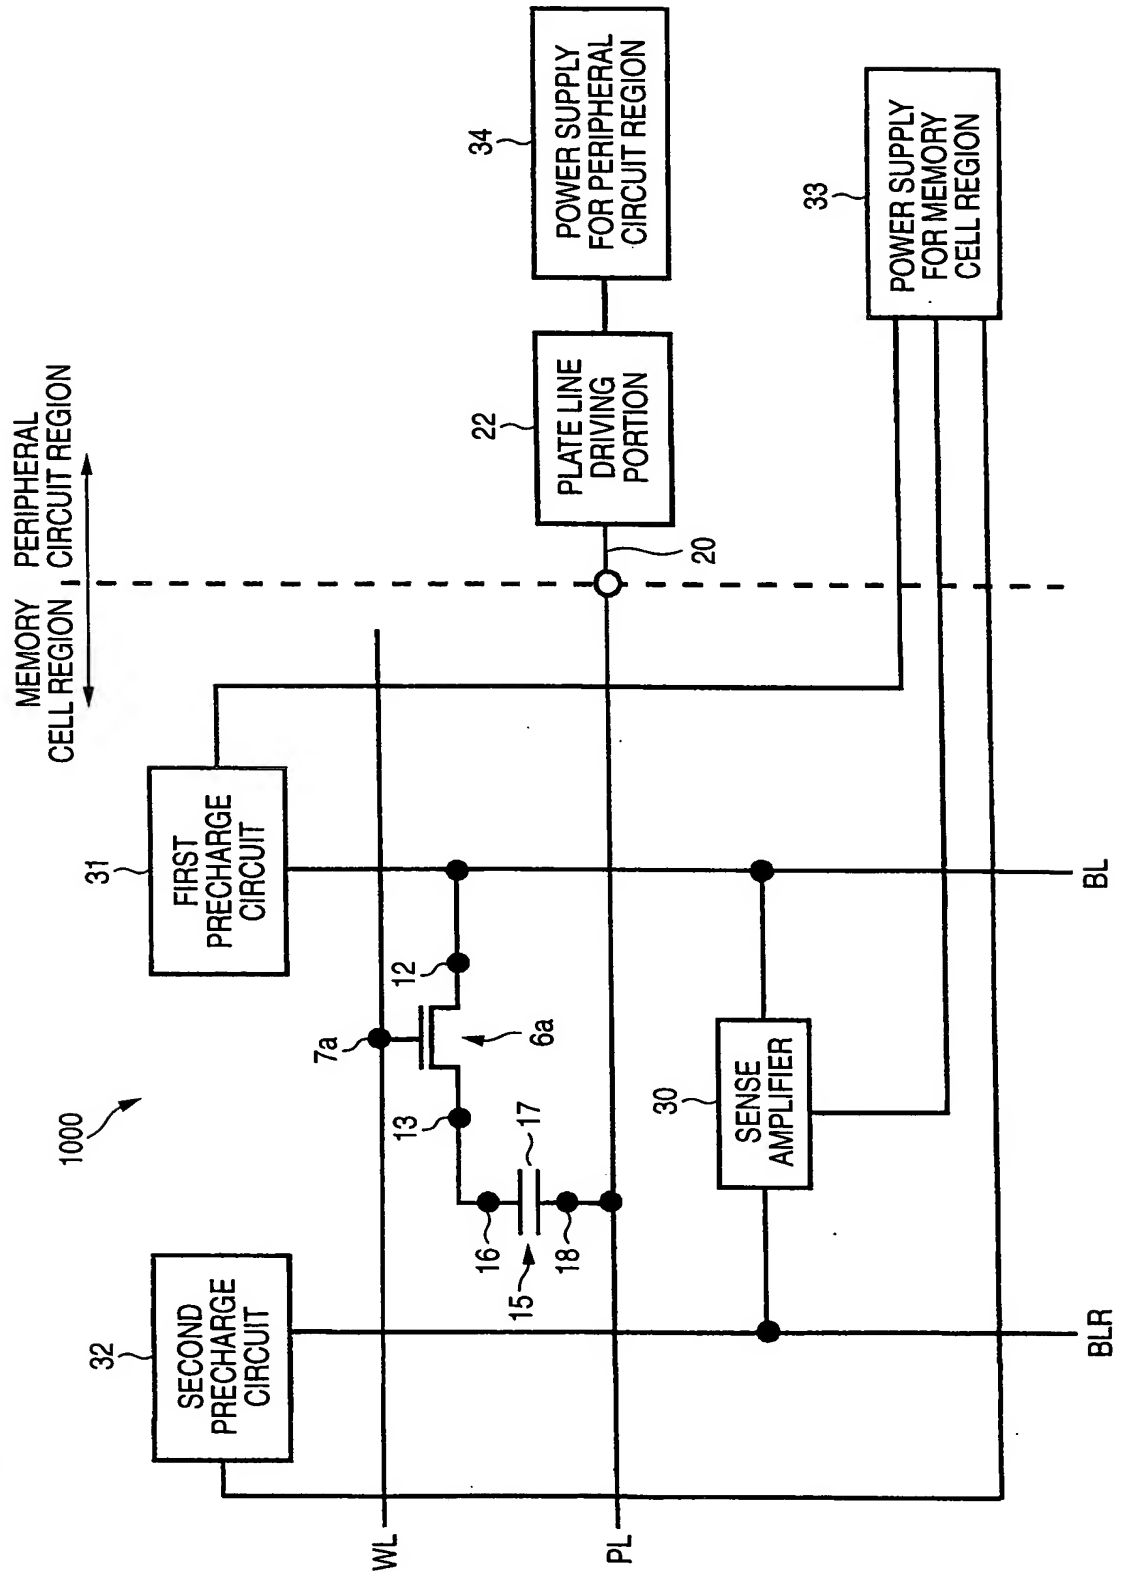 1000
MEMORY
CELL REGION
PERIPHERAL
CIRCUIT REGION
32
SECOND
PRECHARGE
CIRCUIT
31
FIRST
PRECHARGE
CIRCUIT
WL
7a
6a
12
13
16
15
17
18
PL
20
22
PLATE LINE
DRIVING
PORTION
34
POWER SUPPLY
FOR PERIPHERAL
CIRCUIT REGION
30
SENSE
AMPLIFIER
33
POWER SUPPLY
FOR MEMORY
CELL REGION
BLR
BL